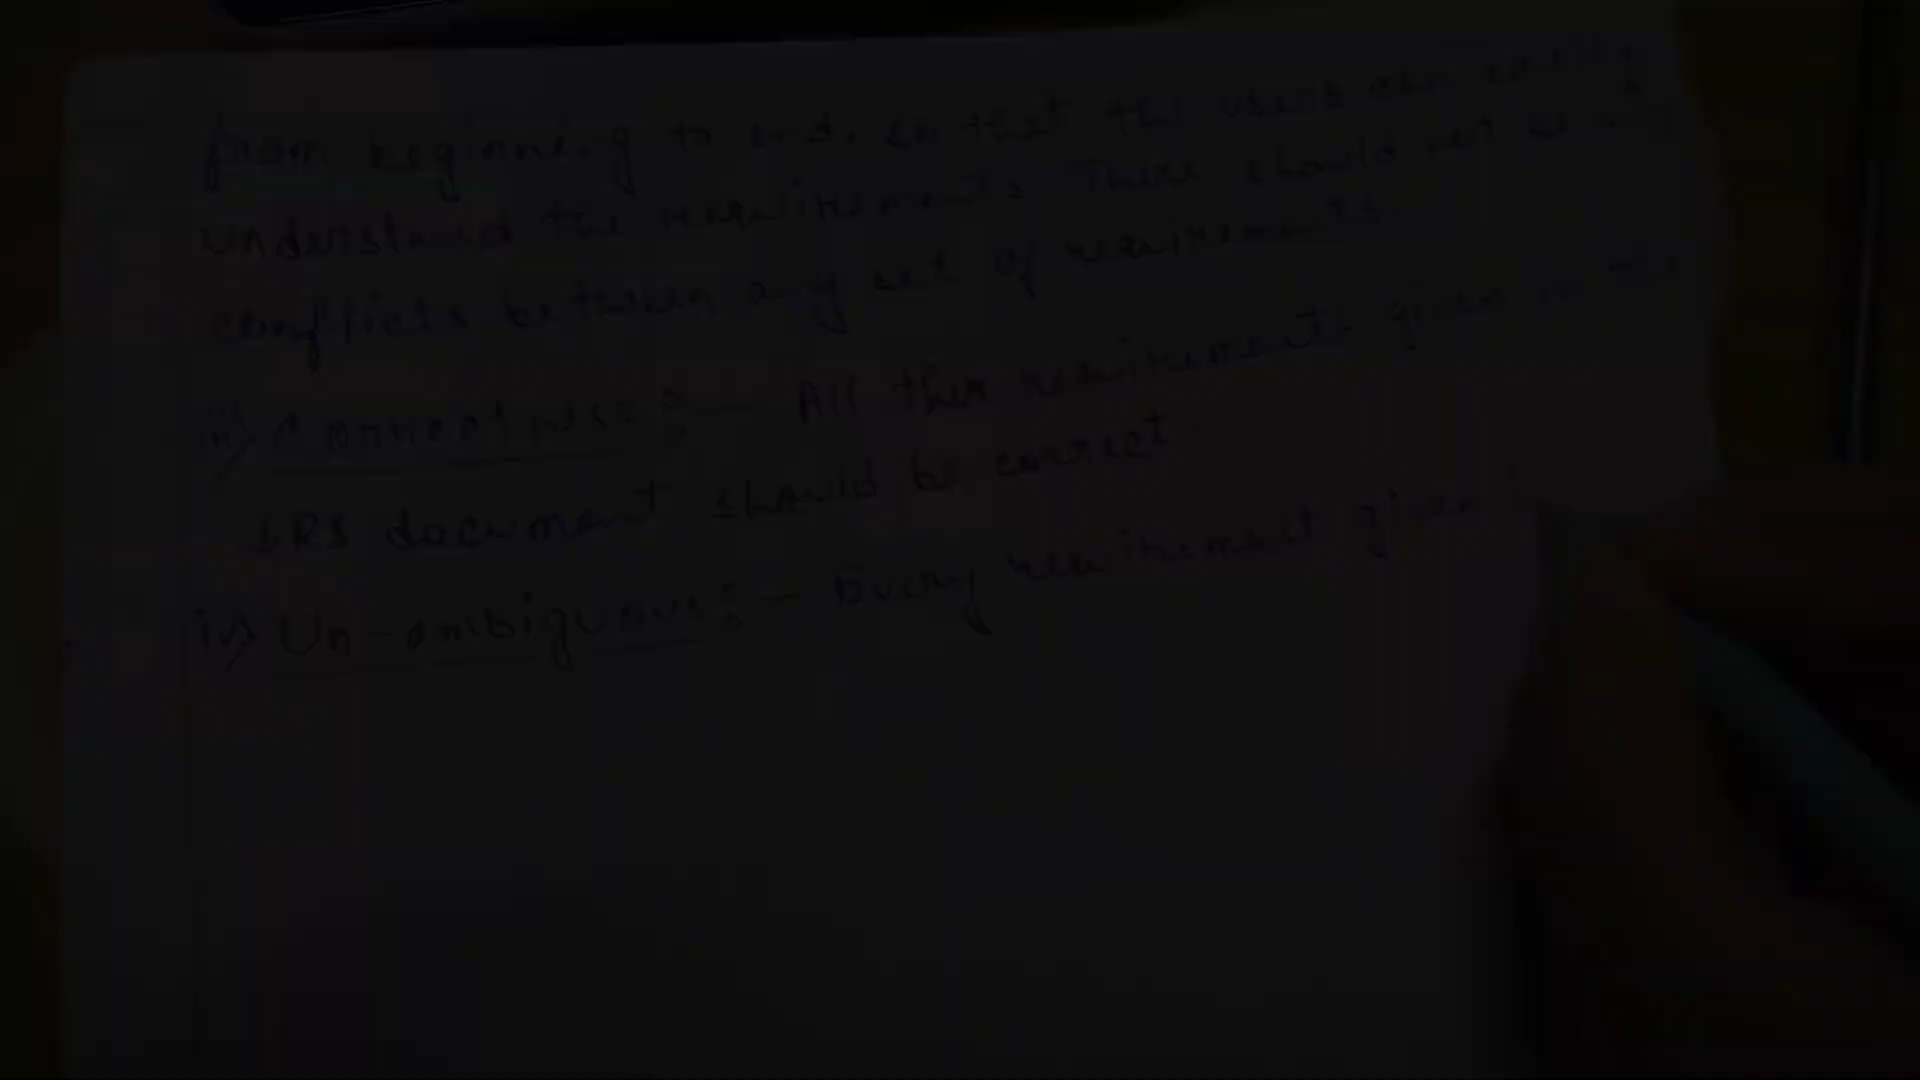 from beginning to end. so that the users can easily
understand the requirements There should not be any
conflicts between any set of requirements.
iii) Correctness :- All ther requirements given in the
SRS document should be correct
iv) Un-ambiguous :- Every requirement given